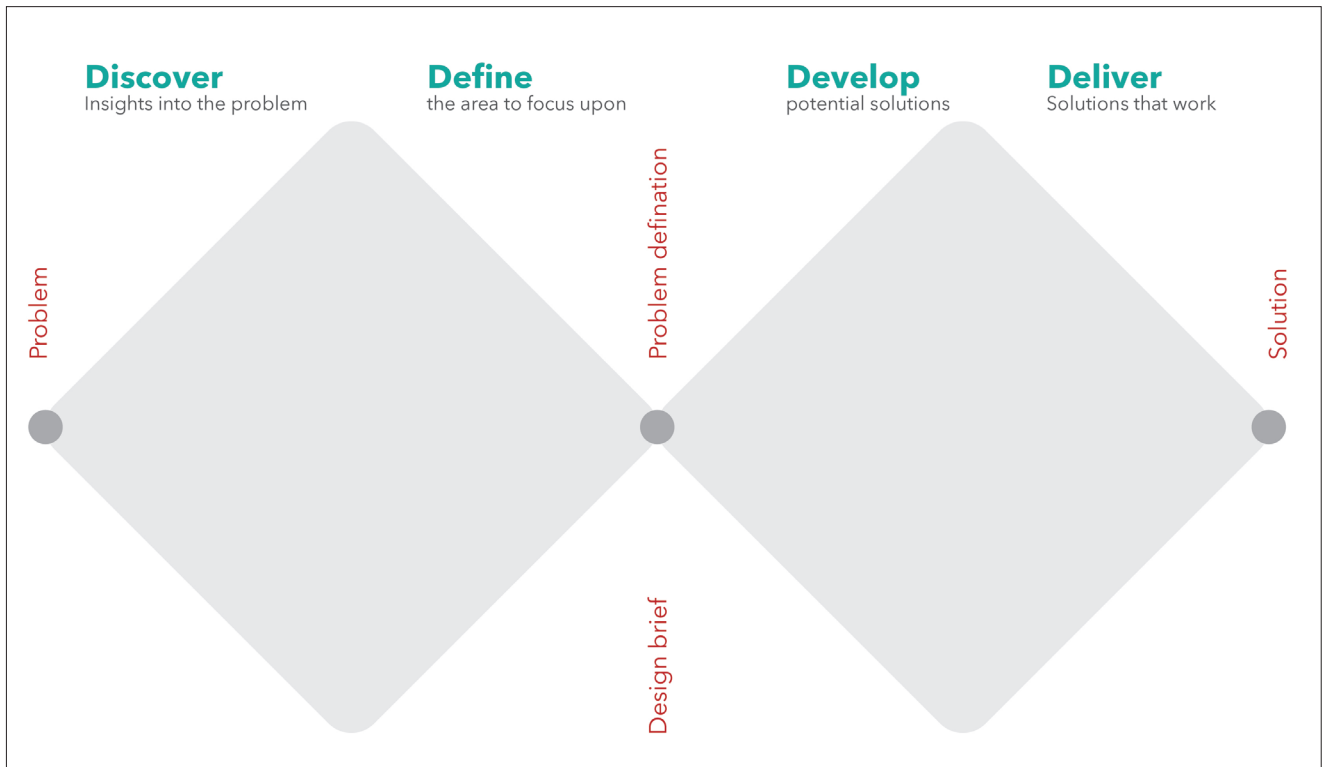 Discover
Insights into the problem
Define
the area to focus upon
Develop
potential solutions
Deliver
Solutions that work
Problem
Problem defination
Solution
Design brief